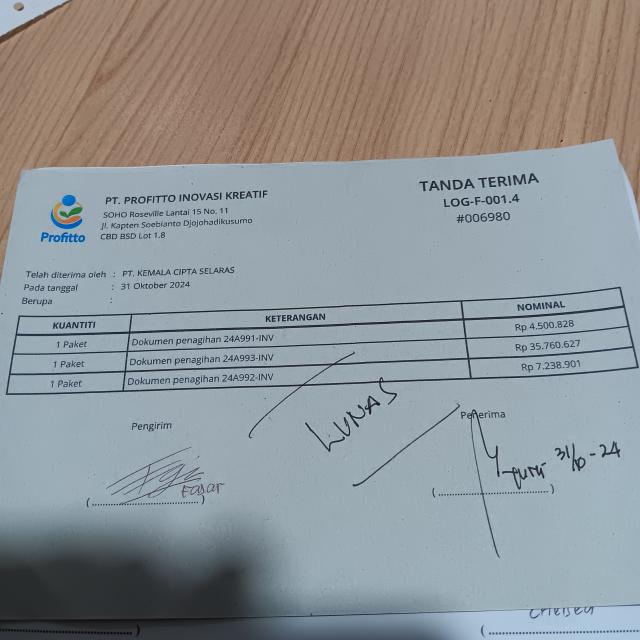 PT. PROFITTO INOVASI KREATIF
SOHO Roseville Lantai 15 No. 11
Jl. Kapten Soebianto Djojohadikusumo
CBD BSD Lot 1.8
Profitto
TANDA TERIMA
LOG-F-001.4
#006980
Telah diterima oleh : PT. KEMALA CIPTA SELARAS
Pada tanggal : 31 Oktober 2024
Berupa :
KUANTITI KETERANGAN NOMINAL
1 Paket Dokumen penagihan 24A991-INV Rp 4.500.828
1 Paket Dokumen penagihan 24A993-INV Rp 35.760.627
1 Paket Dokumen penagihan 24A992-INV Rp 7.238.901
LUNAS
Pengirim Penerima
Fajar
31/10-24
(........................)
(........................)